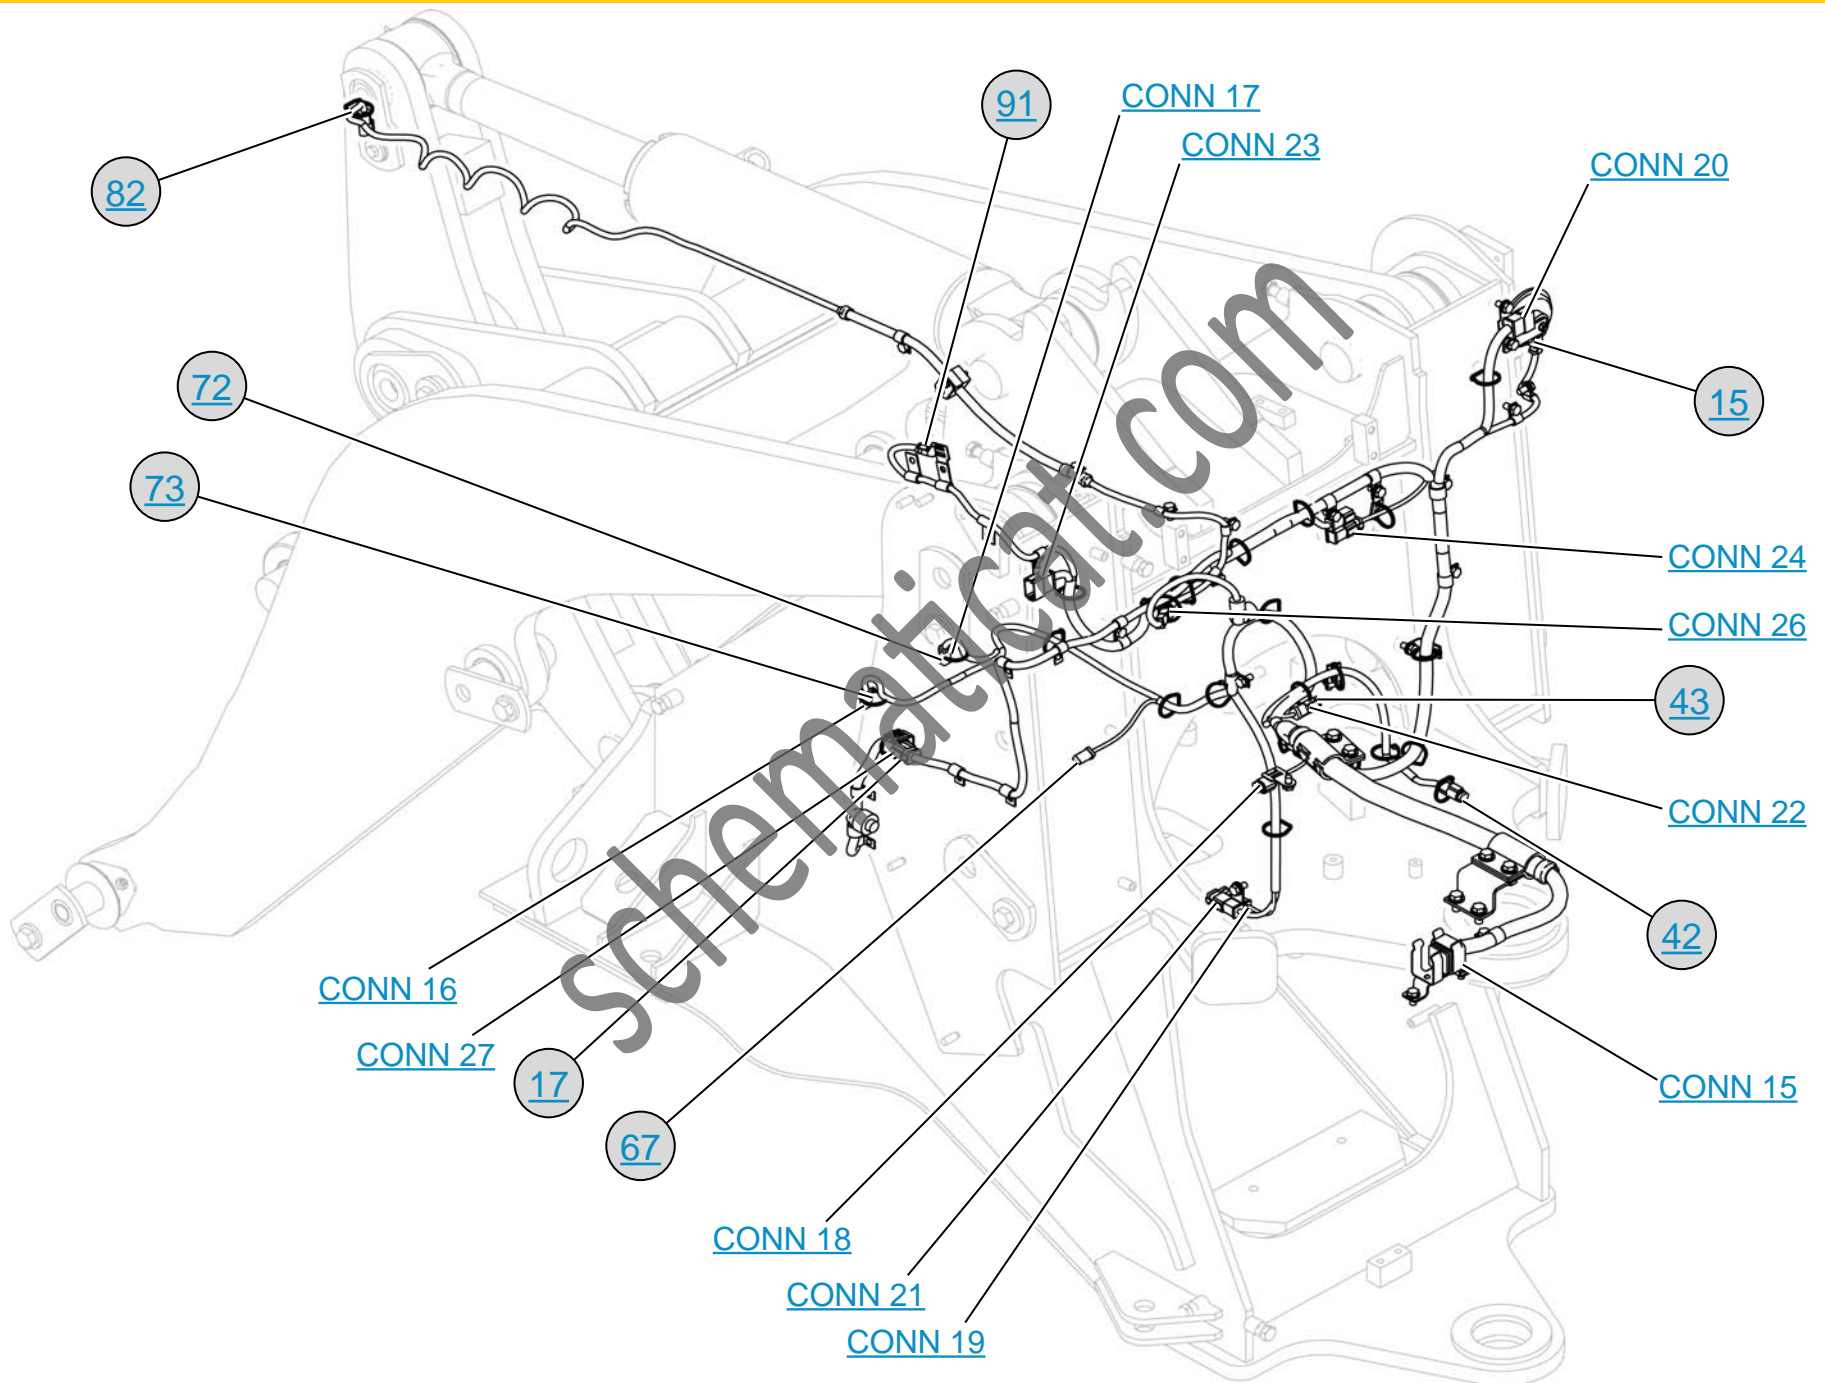 91
CONN 17
CONN 23
CONN 20
82
72
15
73
CONN 24
CONN 26
43
CONN 22
42
CONN 16
CONN 27
17
CONN 15
67
CONN 18
CONN 21
CONN 19
schematicat.com